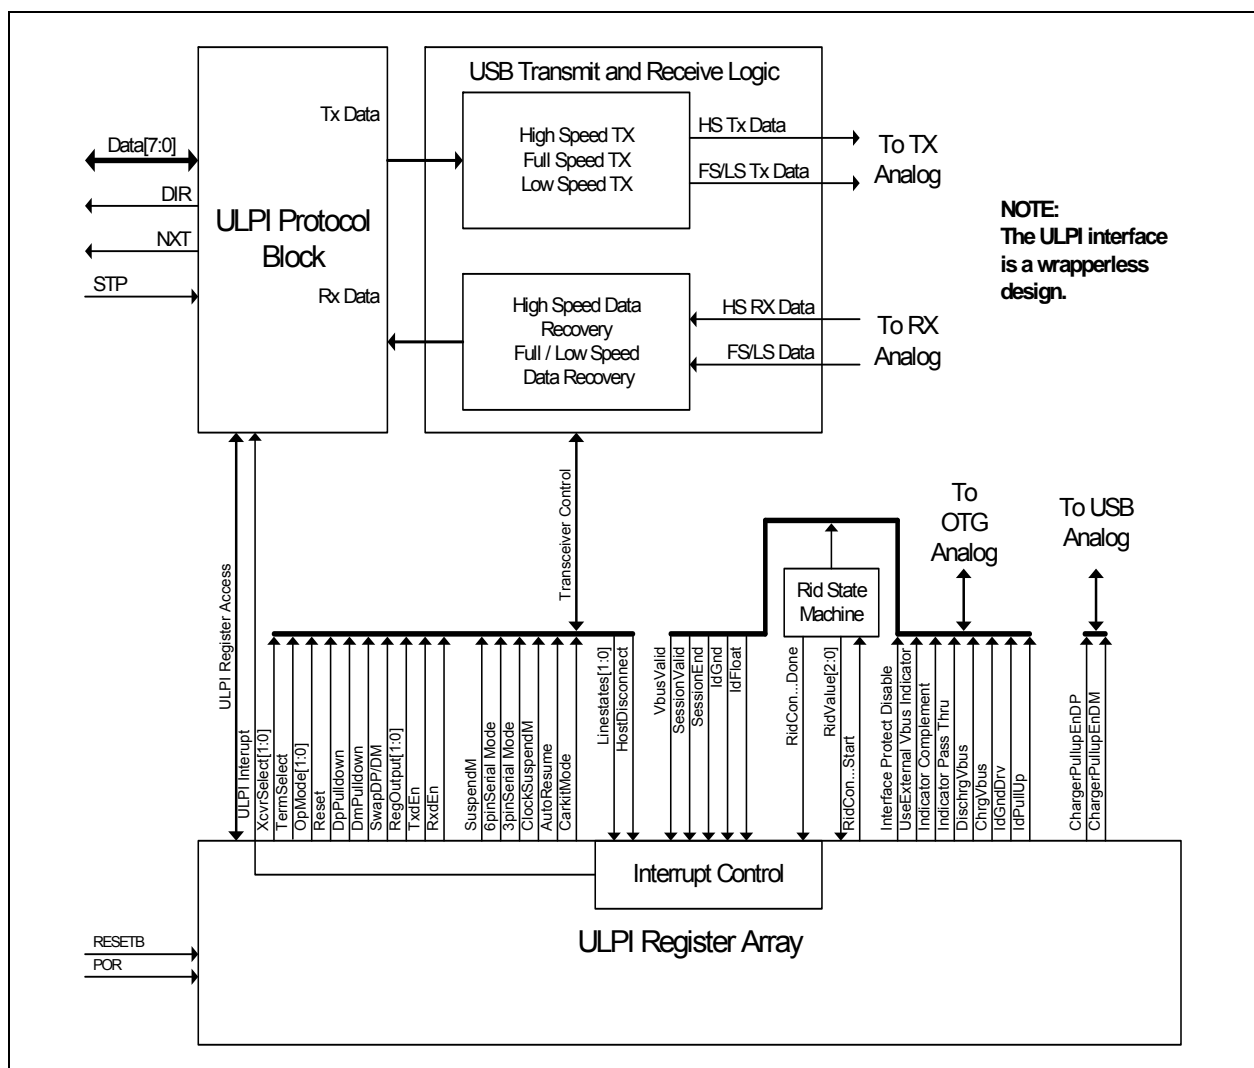 USB Transmit and Receive Logic
Tx Data
High Speed TX
Full Speed TX
Low Speed TX
HS Tx Data
FS/LS Tx Data
To TX
Analog
Data[7:0]
DIR
NXT
STP
ULPI Protocol
Block
Rx Data
High Speed Data
Recovery
Full / Low Speed
Data Recovery
HS RX Data
FS/LS Data
To RX
Analog
NOTE:
The ULPI interface
is a wrapperless
design.
ULPI Register Access
ULPI Interupt
Transceiver Control
XcvrSelect[1:0]
TermSelect
OpMode[1:0]
Reset
DpPulldown
DmPulldown
SwapDP/DM
RegOutput[1:0]
TxdEn
RxdEn
SuspendM
6pinSerial Mode
3pinSerial Mode
ClockSuspendM
AutoResume
CarkitMode
Linestates[1:0]
HostDisconnect
VbusValid
SessionValid
SessionEnd
IdGnd
IdFloat
Rid State
Machine
RidCon...Done
RidValue[2:0]
RidCon...Start
To
OTG
Analog
Interface Protect Disable
UseExternal Vbus Indicator
Indicator Complement
Indicator Pass Thru
DischrgVbus
ChrgVbus
IdGndDrv
IdPullUp
To USB
Analog
ChargerPullupEnDP
ChargerPullupEnDM
Interrupt Control
ULPI Register Array
RESETB
POR